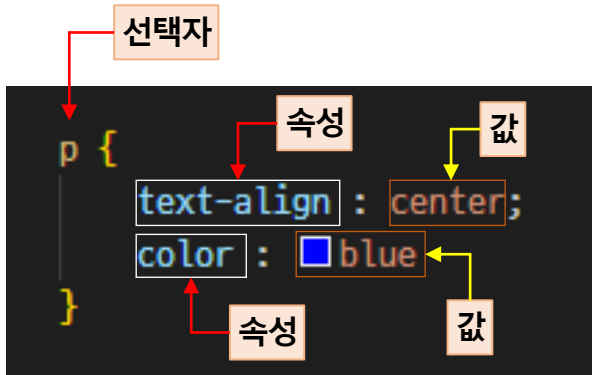 선택자
속성
값
p {
text-align : center;
color : blue
}
속성
값